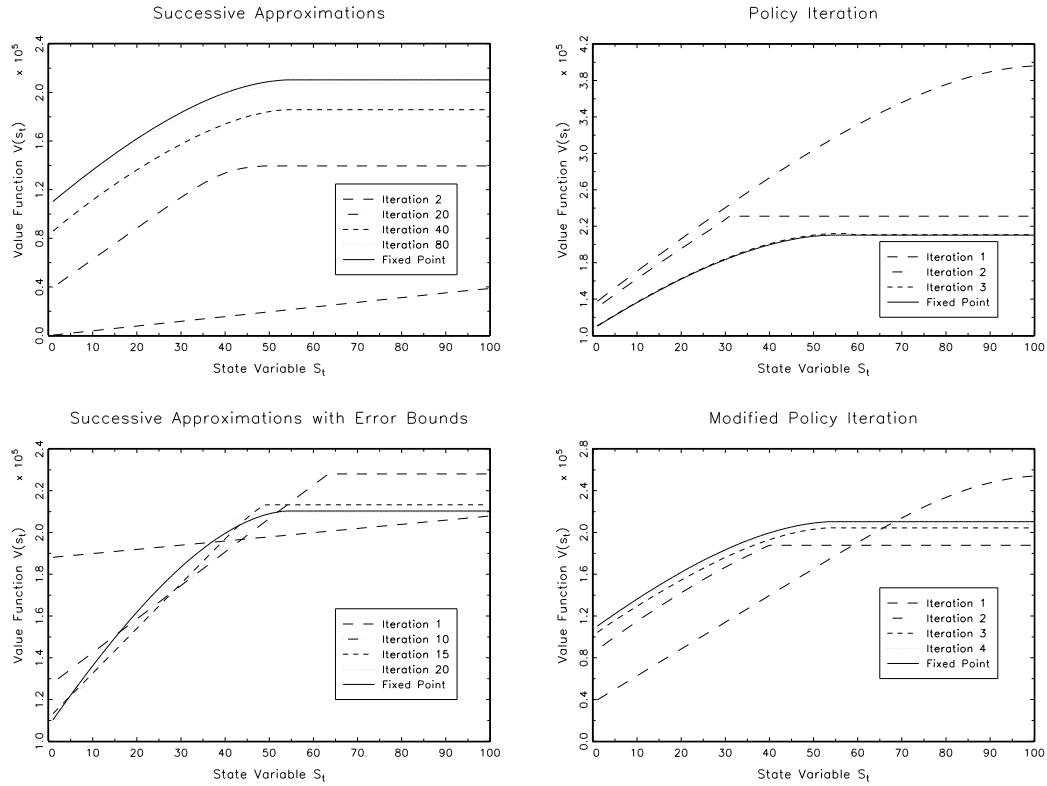 Successive Approximations
Value Function V(s_t) × 10^5
0.0 0.4 0.8 1.2 1.6 2.0 2.4
0 10 20 30 40 50 60 70 80 90 100
State Variable S_t
Iteration 2
Iteration 20
Iteration 40
Iteration 80
Fixed Point
Policy Iteration
Value Function V(s_t) × 10^5
1.0 1.4 1.8 2.2 2.6 3.0 3.4 3.8 4.2
0 10 20 30 40 50 60 70 80 90 100
State Variable S_t
Iteration 1
Iteration 2
Iteration 3
Fixed Point
Successive Approximations with Error Bounds
Value Function V(s_t) × 10^5
1.0 1.2 1.4 1.6 1.8 2.0 2.2 2.4
0 10 20 30 40 50 60 70 80 90 100
State Variable S_t
Iteration 1
Iteration 10
Iteration 15
Iteration 20
Fixed Point
Modified Policy Iteration
Value Function V(s_t) × 10^5
0.0 0.4 0.8 1.2 1.6 2.0 2.4 2.8
0 10 20 30 40 50 60 70 80 90 100
State Variable S_t
Iteration 1
Iteration 2
Iteration 3
Iteration 4
Fixed Point